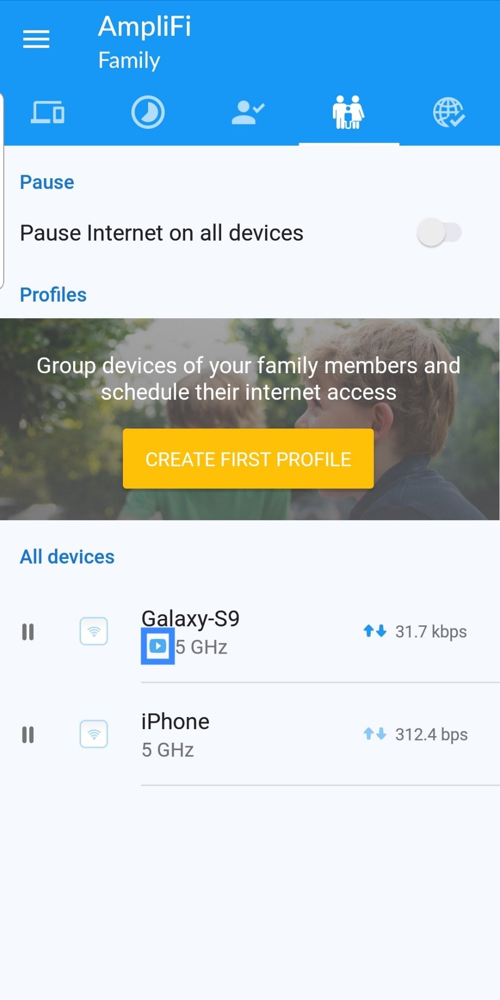 AmpliFi
Family
Pause
Pause Internet on all devices
Profiles
Group devices of your family members and
schedule their internet access
CREATE FIRST PROFILE
All devices
Galaxy-S9
5 GHz
31.7 kbps
iPhone
5 GHz
312.4 bps